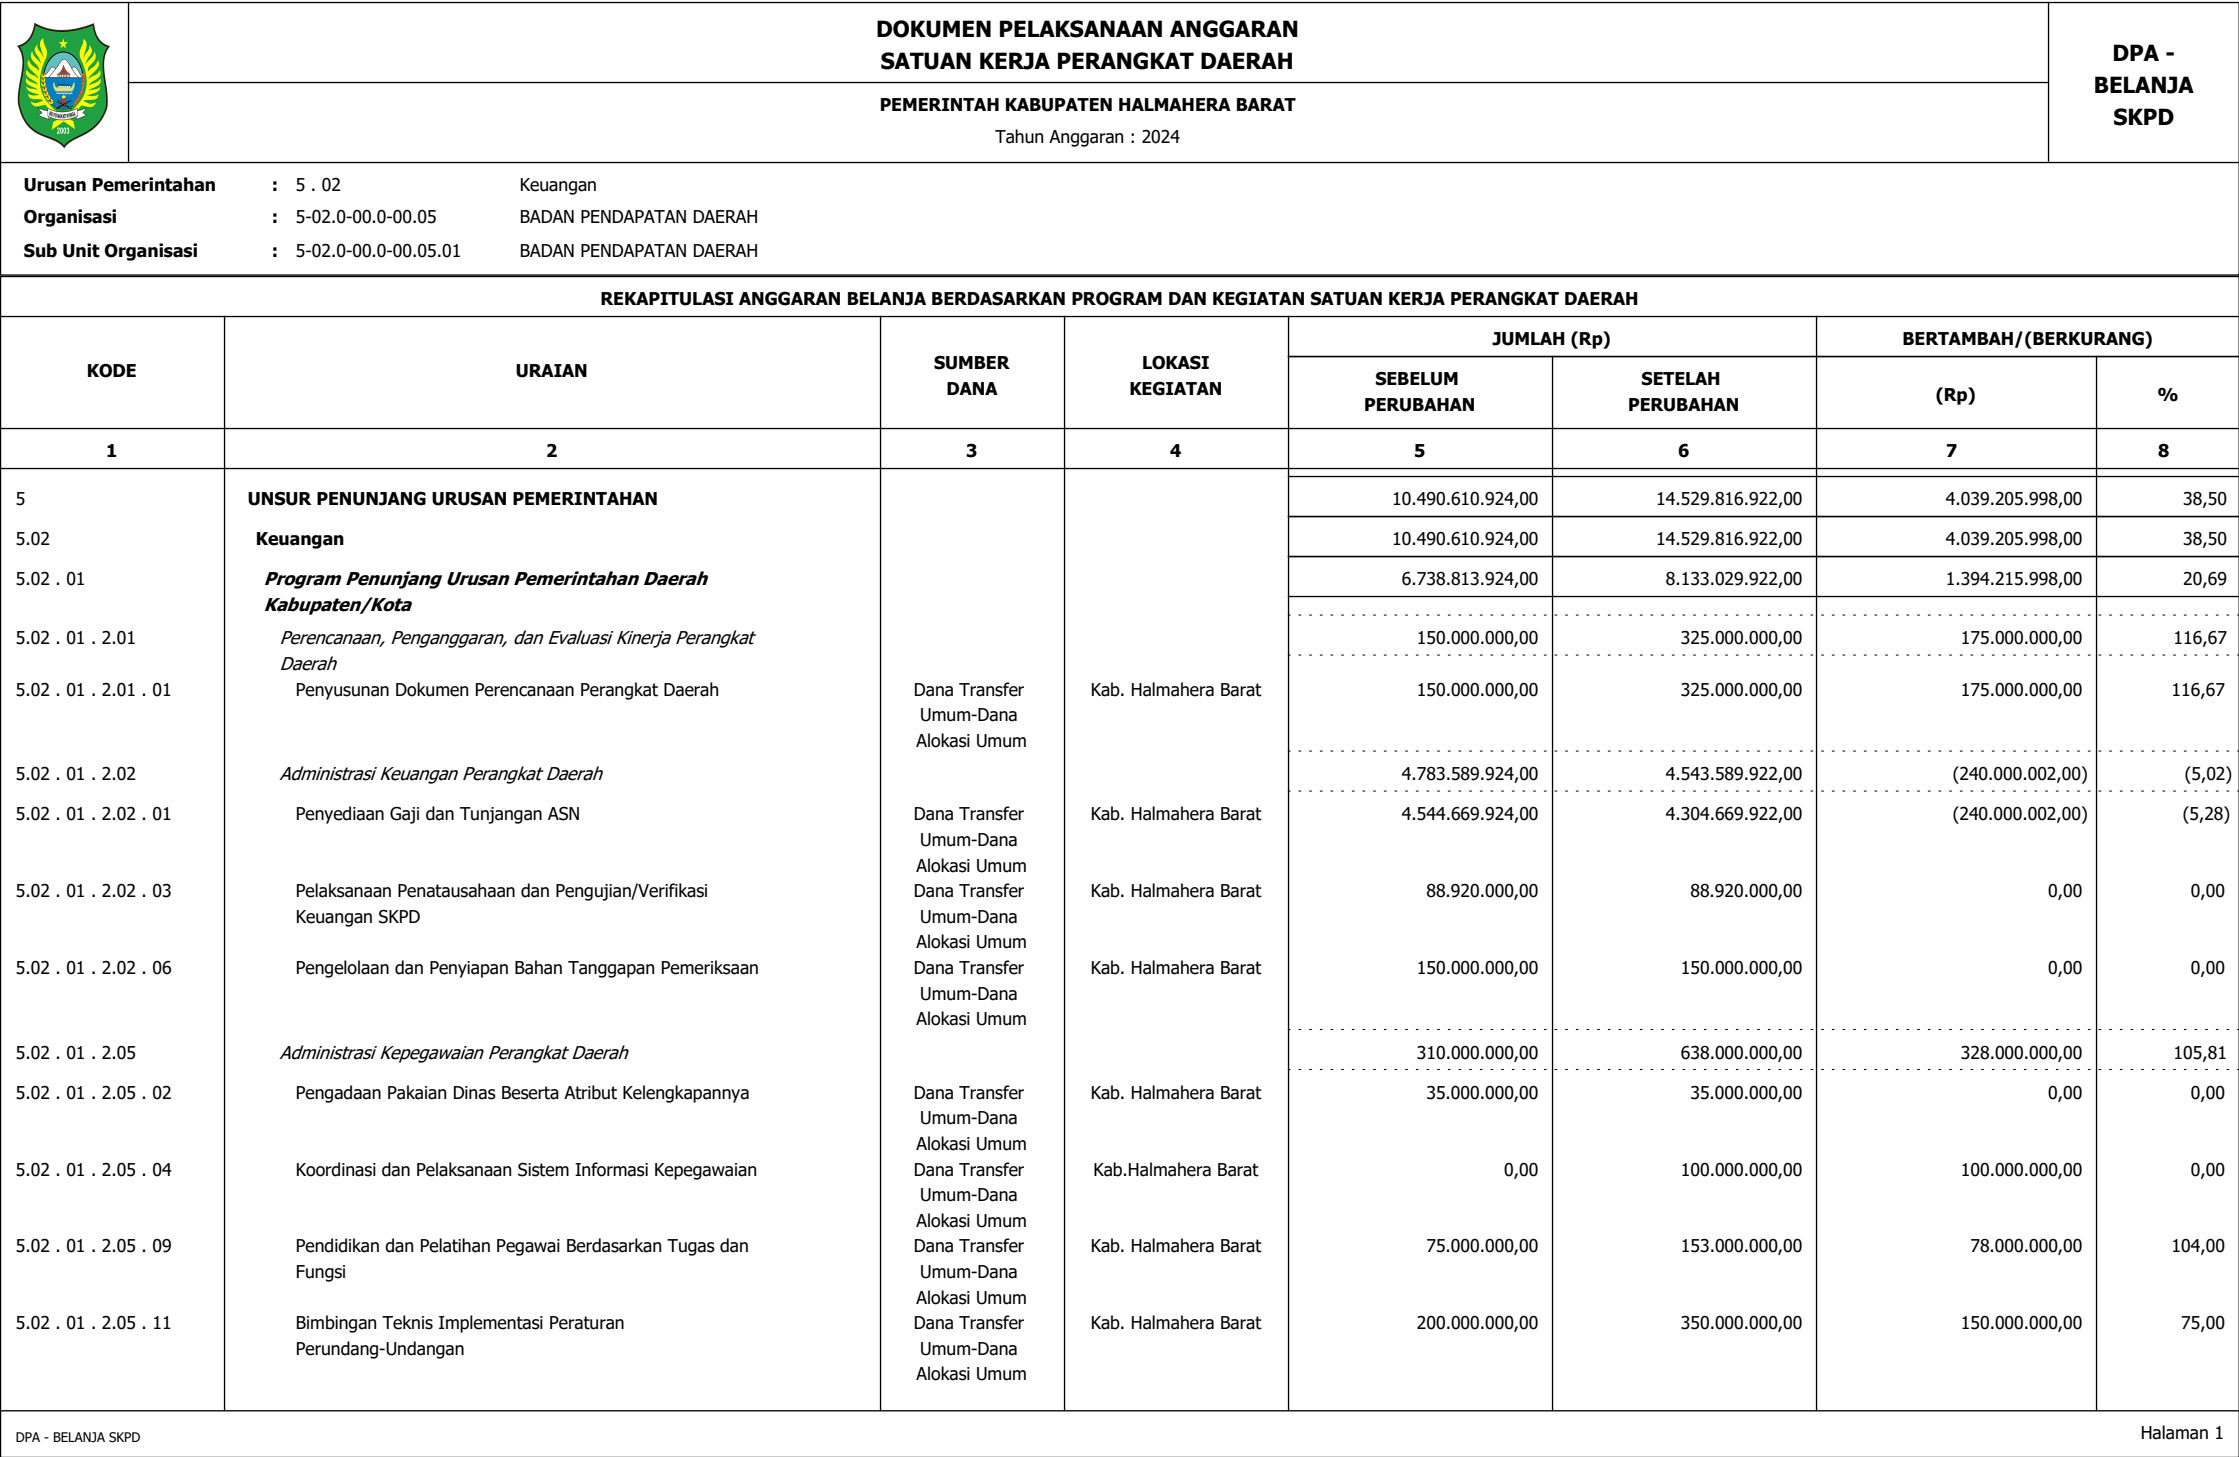 DOKUMEN PELAKSANAAN ANGGARAN
SATUAN KERJA PERANGKAT DAERAH
DPA -
BELANJA
SKPD
PEMERINTAH KABUPATEN HALMAHERA BARAT
Tahun Anggaran : 2024
2003
Urusan Pemerintahan : 5 . 02 Keuangan
Organisasi : 5-02.0-00.0-00.05 BADAN PENDAPATAN DAERAH
Sub Unit Organisasi : 5-02.0-00.0-00.05.01 BADAN PENDAPATAN DAERAH
REKAPITULASI ANGGARAN BELANJA BERDASARKAN PROGRAM DAN KEGIATAN SATUAN KERJA PERANGKAT DAERAH
KODE URAIAN SUMBER DANA LOKASI KEGIATAN JUMLAH (Rp) BERTAMBAH/(BERKURANG)
SEBELUM PERUBAHAN SETELAH PERUBAHAN (Rp) %
1 2 3 4 5 6 7 8
5 UNSUR PENUNJANG URUSAN PEMERINTAHAN 10.490.610.924,00 14.529.816.922,00 4.039.205.998,00 38,50
5.02 Keuangan 10.490.610.924,00 14.529.816.922,00 4.039.205.998,00 38,50
5.02 . 01 Program Penunjang Urusan Pemerintahan Daerah 6.738.813.924,00 8.133.029.922,00 1.394.215.998,00 20,69
Kabupaten/Kota
5.02 . 01 . 2.01 Perencanaan, Penganggaran, dan Evaluasi Kinerja Perangkat 150.000.000,00 325.000.000,00 175.000.000,00 116,67
Daerah
5.02 . 01 . 2.01 . 01 Penyusunan Dokumen Perencanaan Perangkat Daerah Dana Transfer Kab. Halmahera Barat 150.000.000,00 325.000.000,00 175.000.000,00 116,67
Umum-Dana
Alokasi Umum
5.02 . 01 . 2.02 Administrasi Keuangan Perangkat Daerah 4.783.589.924,00 4.543.589.922,00 (240.000.002,00) (5,02)
5.02 . 01 . 2.02 . 01 Penyediaan Gaji dan Tunjangan ASN Dana Transfer Kab. Halmahera Barat 4.544.669.924,00 4.304.669.922,00 (240.000.002,00) (5,28)
Umum-Dana
Alokasi Umum
5.02 . 01 . 2.02 . 03 Pelaksanaan Penatausahaan dan Pengujian/Verifikasi Dana Transfer Kab. Halmahera Barat 88.920.000,00 88.920.000,00 0,00 0,00
Keuangan SKPD Umum-Dana
Alokasi Umum
5.02 . 01 . 2.02 . 06 Pengelolaan dan Penyiapan Bahan Tanggapan Pemeriksaan Dana Transfer Kab. Halmahera Barat 150.000.000,00 150.000.000,00 0,00 0,00
Umum-Dana
Alokasi Umum
5.02 . 01 . 2.05 Administrasi Kepegawaian Perangkat Daerah 310.000.000,00 638.000.000,00 328.000.000,00 105,81
5.02 . 01 . 2.05 . 02 Pengadaan Pakaian Dinas Beserta Atribut Kelengkapannya Dana Transfer Kab. Halmahera Barat 35.000.000,00 35.000.000,00 0,00 0,00
Umum-Dana
Alokasi Umum
5.02 . 01 . 2.05 . 04 Koordinasi dan Pelaksanaan Sistem Informasi Kepegawaian Dana Transfer Kab.Halmahera Barat 0,00 100.000.000,00 100.000.000,00 0,00
Umum-Dana
Alokasi Umum
5.02 . 01 . 2.05 . 09 Pendidikan dan Pelatihan Pegawai Berdasarkan Tugas dan Dana Transfer Kab. Halmahera Barat 75.000.000,00 153.000.000,00 78.000.000,00 104,00
Fungsi Umum-Dana
Alokasi Umum
5.02 . 01 . 2.05 . 11 Bimbingan Teknis Implementasi Peraturan Dana Transfer Kab. Halmahera Barat 200.000.000,00 350.000.000,00 150.000.000,00 75,00
Perundang-Undangan Umum-Dana
Alokasi Umum
DPA - BELANJA SKPD Halaman 1